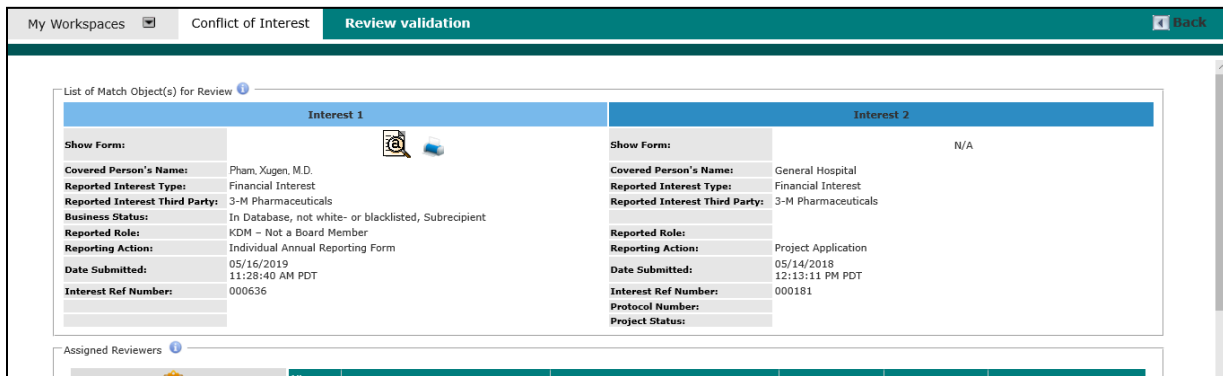 My Workspaces Conflict of Interest Review validation Back
List of Match Object(s) for Review
Interest 1 Interest 2
Show Form: Show Form: N/A
Covered Person's Name: Pham, Xugen, M.D. Covered Person's Name: General Hospital
Reported Interest Type: Financial Interest Reported Interest Type: Financial Interest
Reported Interest Third Party: 3-M Pharmaceuticals Reported Interest Third Party: 3-M Pharmaceuticals
Business Status: In Database, not white- or blacklisted, Subrecipient
Reported Role: KDM – Not a Board Member Reported Role:
Reporting Action: Individual Annual Reporting Form Reporting Action: Project Application
Date Submitted: 05/16/2019 Date Submitted: 05/14/2018
11:28:40 AM PDT 12:13:11 PM PDT
Interest Ref Number: 000636 Interest Ref Number: 000181
Protocol Number:
Project Status:
Assigned Reviewers